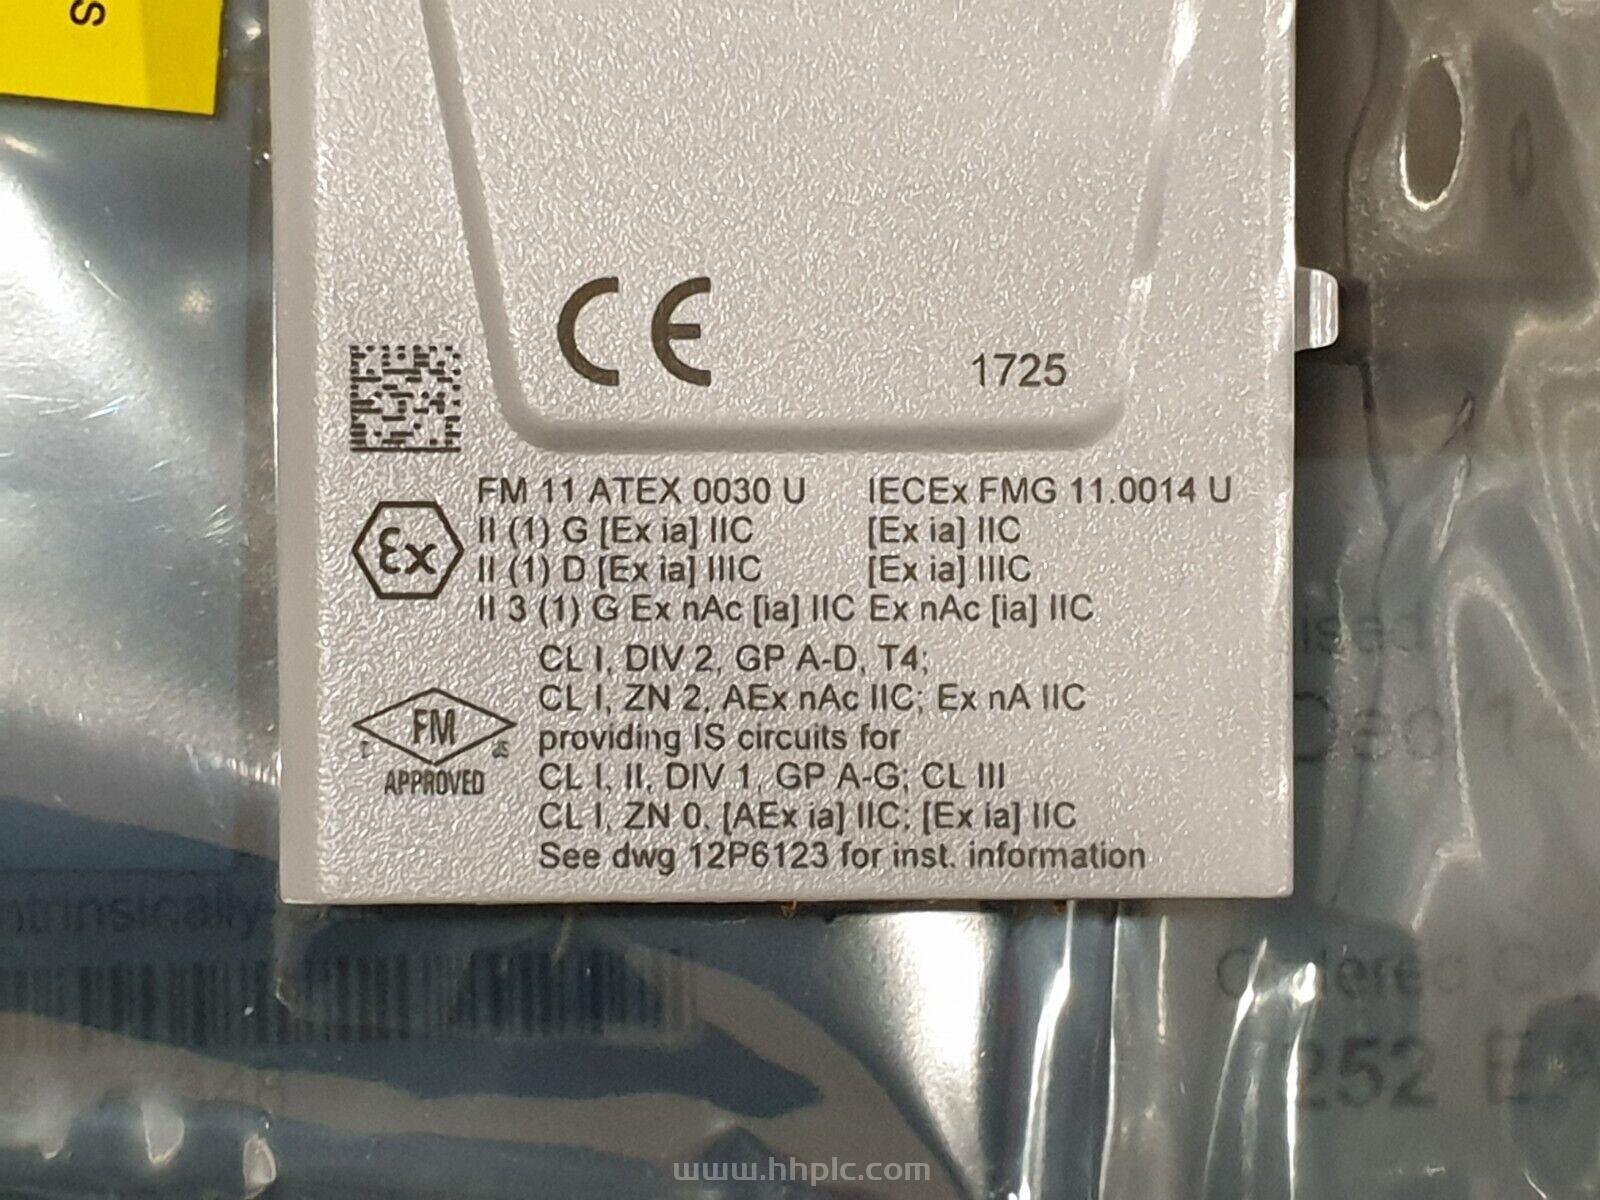 S
CE
1725
FM 11 ATEX 0030 U IECEx FMG 11.0014 U
Ex
II (1) G [Ex ia] IIC [Ex ia] IIC
II (1) D [Ex ia] IIIC [Ex ia] IIIC
II 3 (1) G Ex nAc [ia] IIC Ex nAc [ia] IIC
CL I, DIV 2, GP A-D, T4;
CL I, ZN 2, AEx nAc IIC; Ex nA IIC
FM
APPROVED
providing IS circuits for
CL I, II, DIV 1, GP A-G; CL III
CL I, ZN 0, [AEx ia] IIC; [Ex ia] IIC
See dwg 12P6123 for inst. information
ntrinsically
Ordered
252
www.hhplc.com